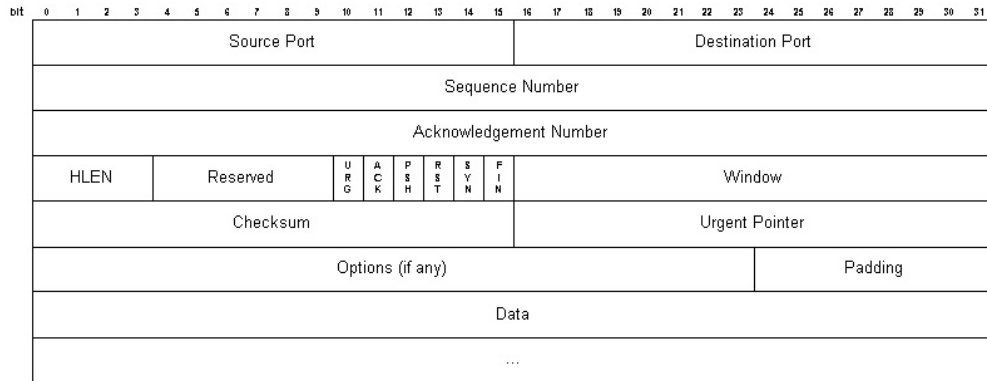 bit 0 1 2 3 4 5 6 7 8 9 10 11 12 13 14 15 16 17 18 19 20 21 22 23 24 25 26 27 28 29 30 31
Source Port Destination Port
Sequence Number
Acknowledgement Number
HLEN Reserved URG ACK PSH RST SYN FIN Window
Checksum Urgent Pointer
Options (if any) Padding
Data
...